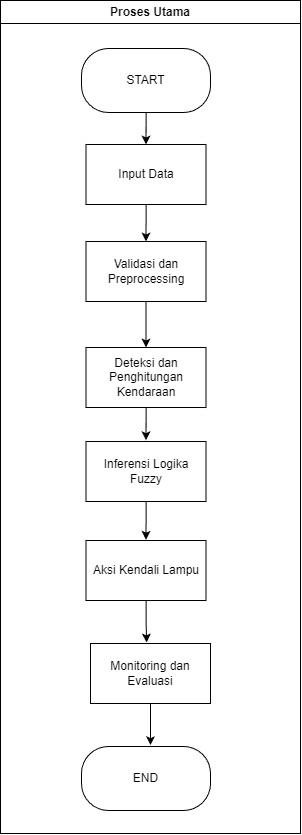 Proses Utama
START
Input Data
Validasi dan
Preprocessing
Deteksi dan
Penghitungan
Kendaraan
Inferensi Logika
Fuzzy
Aksi Kendali Lampu
Monitoring dan
Evaluasi
END